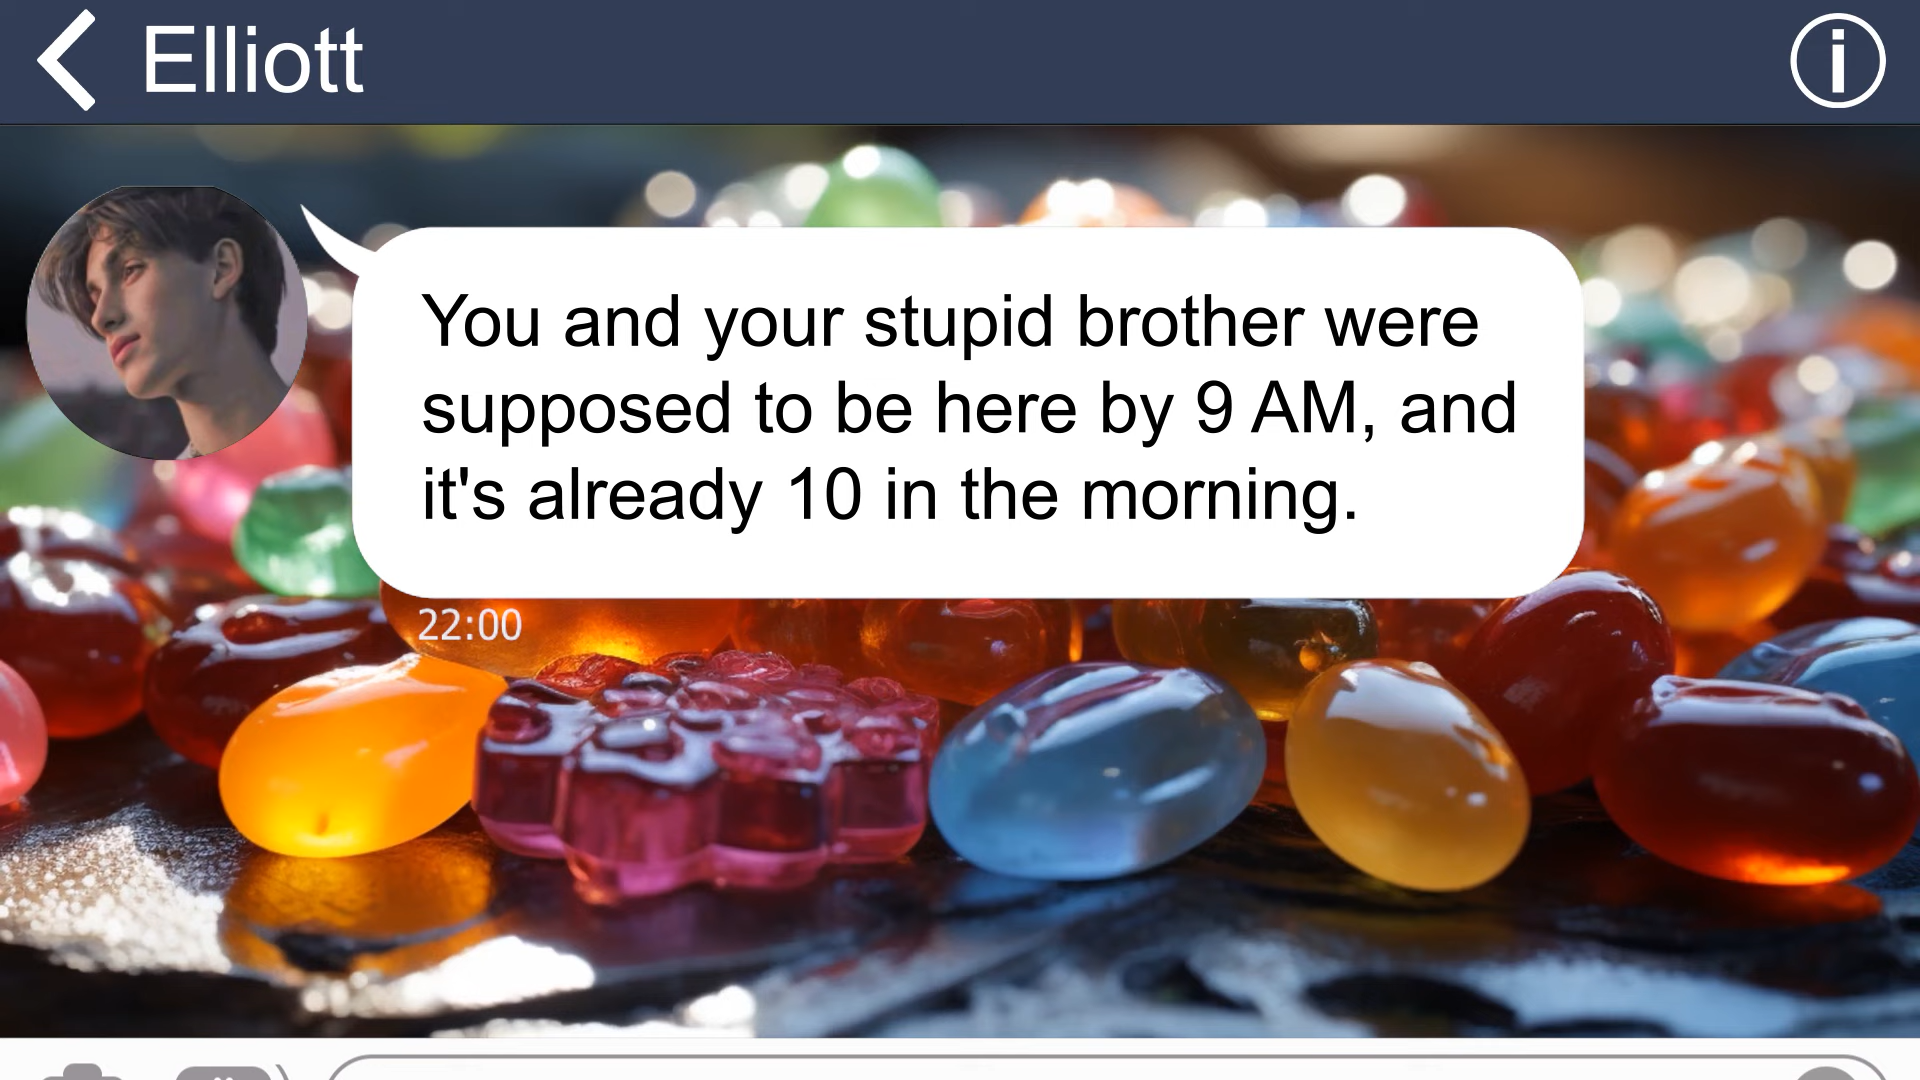 Elliott
You and your stupid brother were
supposed to be here by 9 AM, and
it's already 10 in the morning.
22:00